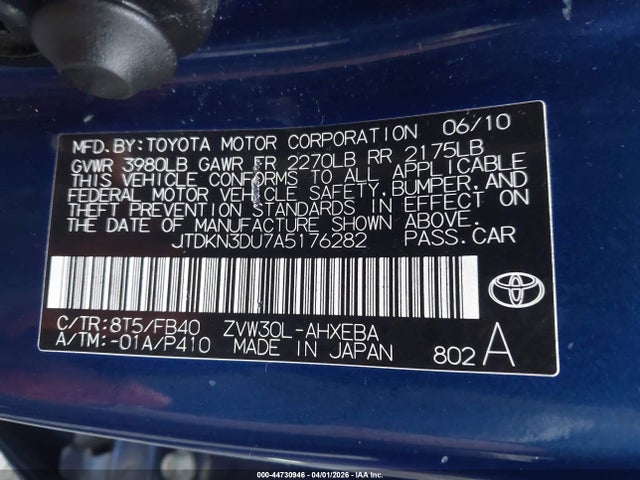 MFD.BY:TOYOTA MOTOR CORPORATION 06/10
GVWR 3980LB GAWR FR 2270LB RR 2175LB
THIS VEHICLE CONFORMS TO ALL APPLICABLE
FEDERAL MOTOR VEHICLE SAFETY,BUMPER,AND
THEFT PREVENTION STANDARDS IN EFFECT ON
THE DATE OF MANUFACTURE SHOWN ABOVE.
JTDKN3DU7A5176282 PASS.CAR
C/TR:8T5/FB40 ZVW30L-AHXEBA
A/TM:-01A/P410 MADE IN JAPAN 802 A
TOYOTA
000-44730946 - 04/01/2026 - IAA Inc.